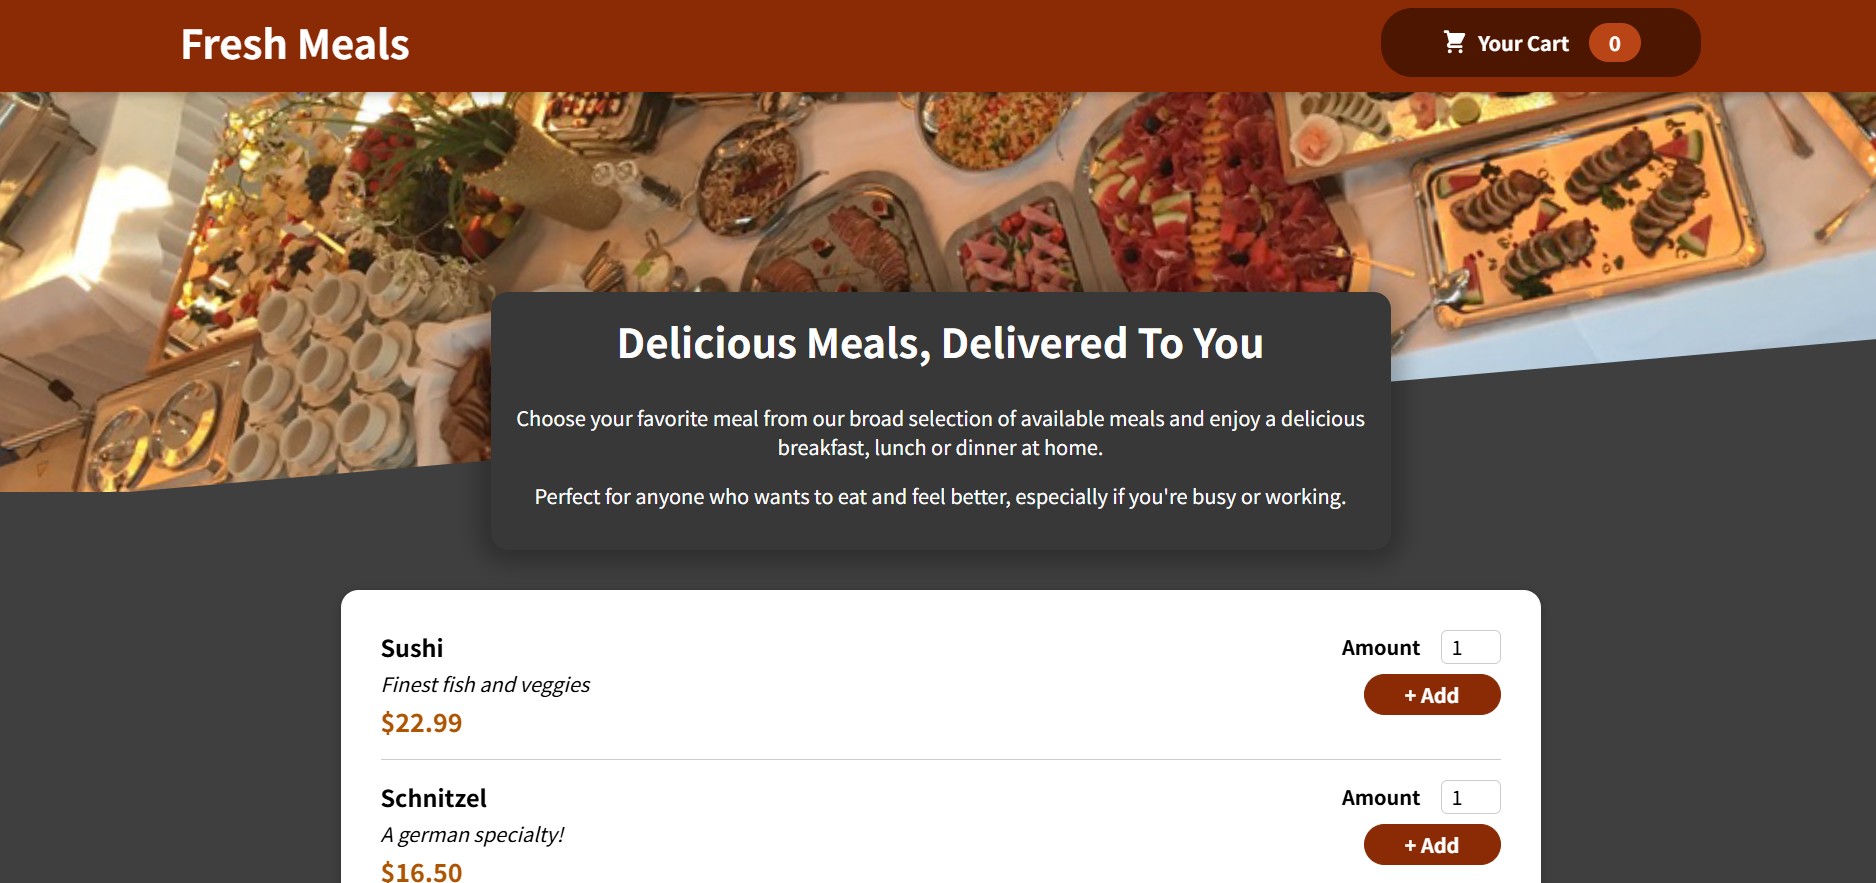 Fresh Meals
Your Cart 0
Delicious Meals, Delivered To You
Choose your favorite meal from our broad selection of available meals and enjoy a delicious
breakfast, lunch or dinner at home.
Perfect for anyone who wants to eat and feel better, especially if you're busy or working.
Sushi
Amount 1
Finest fish and veggies
+ Add
$22.99
Schnitzel
Amount 1
A german specialty!
+ Add
$16.50